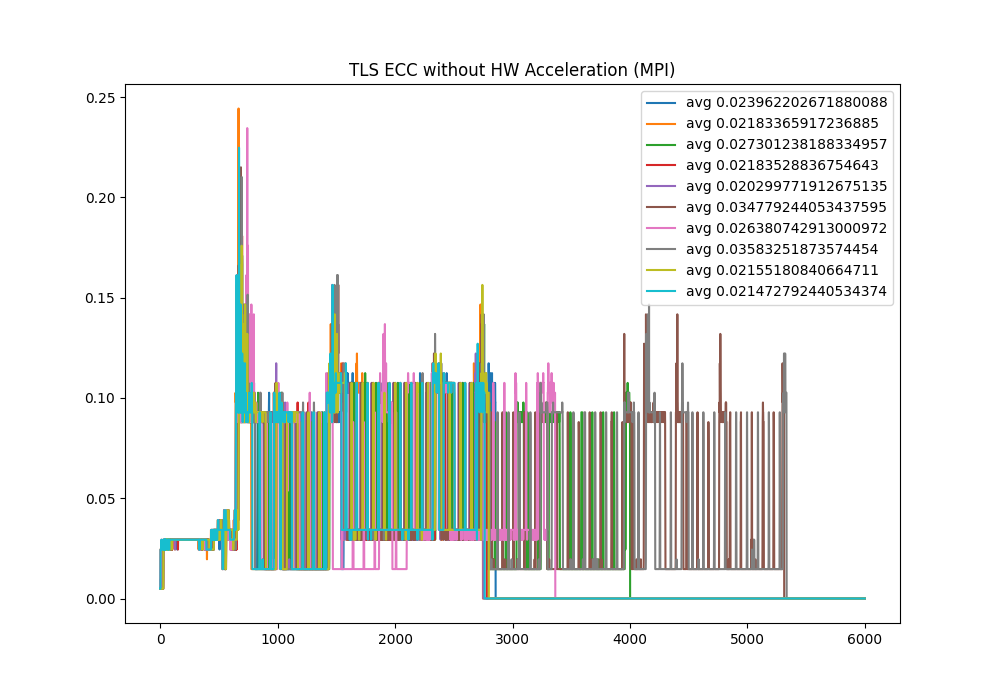 TLS ECC without HW Acceleration (MPI)
0.25
0.20
0.15
0.10
0.05
0.00
avg 0.023962202671880088
avg 0.02183365917236885
avg 0.027301238188334957
avg 0.02183528836754643
avg 0.020299771912675135
avg 0.034779244053437595
avg 0.026380742913000972
avg 0.03583251873574454
avg 0.02155180840664711
avg 0.021472792440534374
0 1000 2000 3000 4000 5000 6000